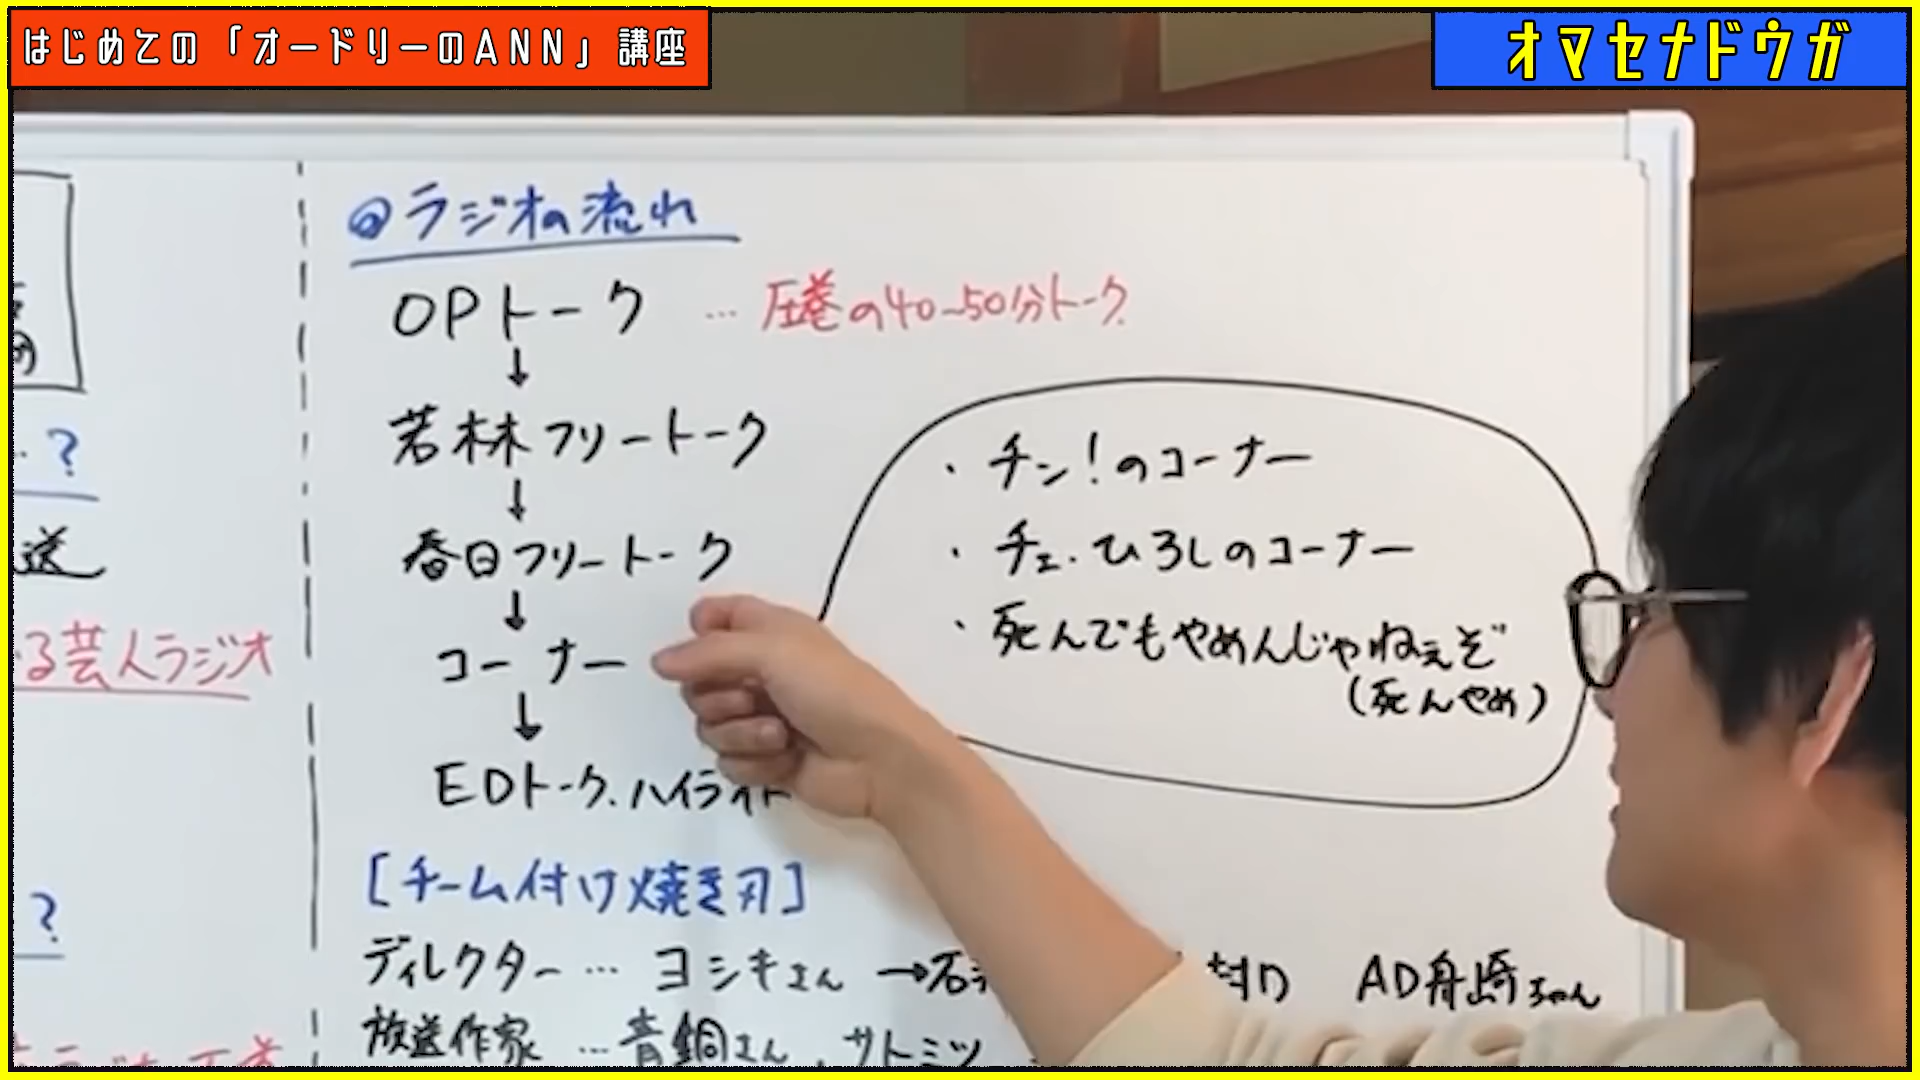 はじめての「オードリーのANN」講座
オマセナドウガ
◎ラジオの流れ
OPトーク … 圧巻の40~50分トーク
↓
若林フリートーク
↓
春日フリートーク
↓
コーナー
↓
EDトーク.ハイライト
・チン!のコーナー
・チェ.ひろしのコーナー
・死んでもやめんじゃねぇぞ
(死んやめ)
[チーム付け焼き刃]
ディレクター … ヨシキさん →石 AD舟崎ちゃん
放送作家 … 青銅さん、サトミツ
?
送
る芸人ラジオ
?